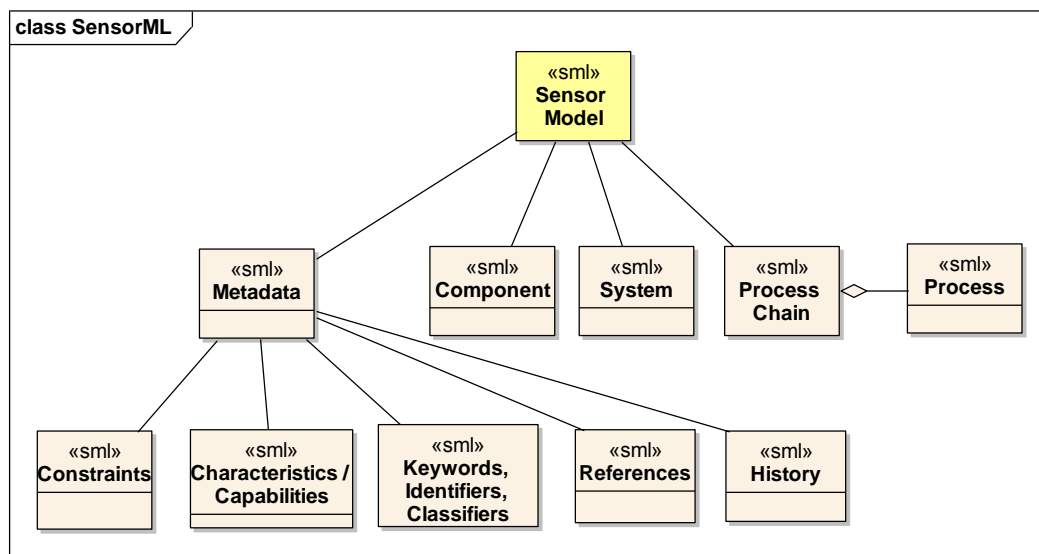 class SensorML
«sml»
Sensor
Model
«sml»
Metadata
«sml»
Component
«sml»
System
«sml»
Process
Chain
«sml»
Process
«sml»
Constraints
«sml»
Characteristics /
Capabilities
«sml»
Keywords,
Identifiers,
Classifiers
«sml»
References
«sml»
History